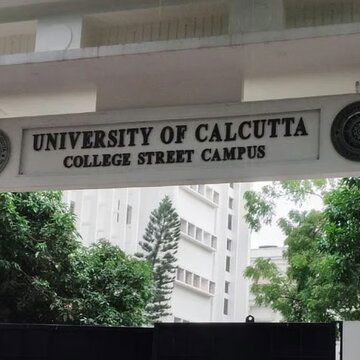 UNIVERSITY OF CALCUTTA
COLLEGE STREET CAMPUS